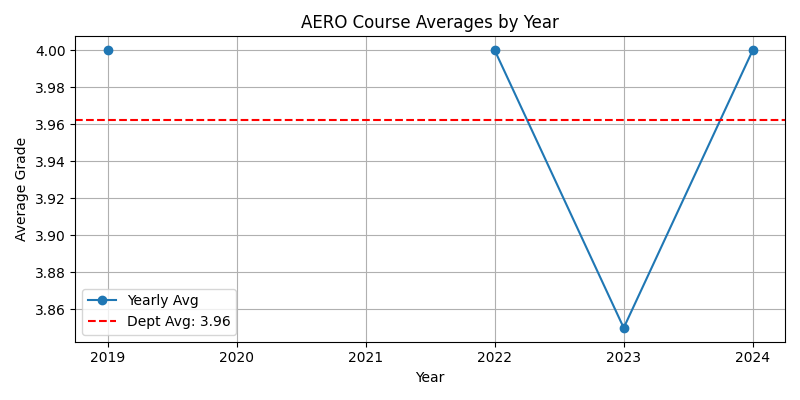 AERO Course Averages by Year
Average Grade
4.00
3.98
3.96
3.94
3.92
3.90
3.88
3.86
Yearly Avg
Dept Avg: 3.96
2019 2020 2021 2022 2023 2024
Year